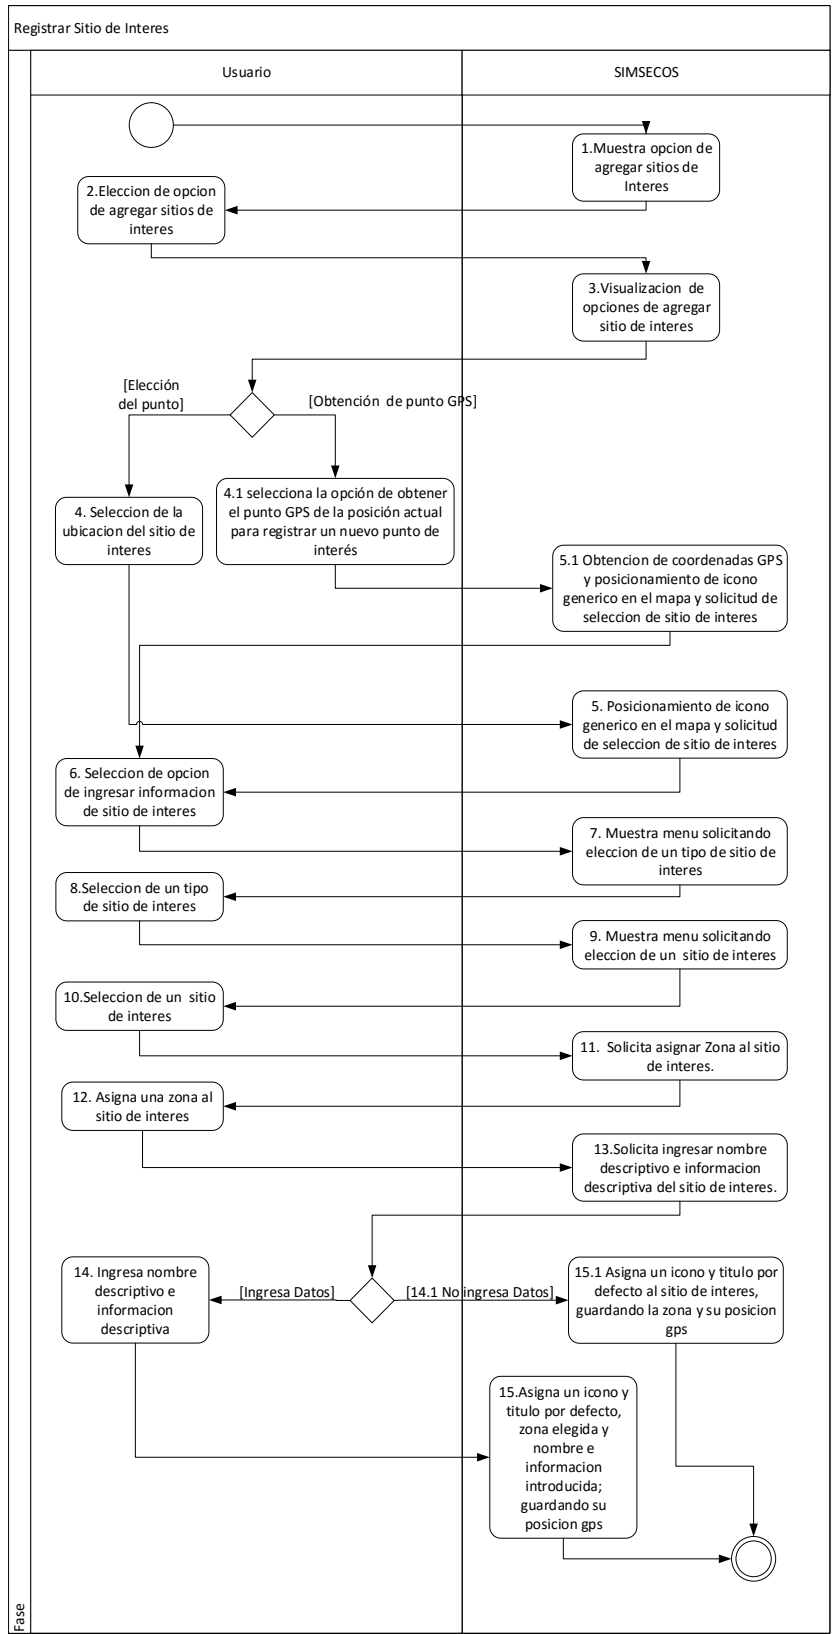 Registrar Sitio de Interes
Usuario
SIMSECOS
1.Muestra opcion de
agregar sitios de
Interes
2.Eleccion de opcion
de agregar sitios de
interes
3.Visualizacion de
opciones de agregar
sitio de interes
[Elección
del punto]
[Obtención de punto GPS]
4. Seleccion de la
ubicacion del sitio de
interes
4.1 selecciona la opción de obtener
el punto GPS de la posición actual
para registrar un nuevo punto de
interés
5.1 Obtencion de coordenadas GPS
y posicionamiento de icono
generico en el mapa y solicitud de
seleccion de sitio de interes
5. Posicionamiento de icono
generico en el mapa y solicitud
de seleccion de sitio de interes
6. Seleccion de opcion
de ingresar informacion
de sitio de interes
7. Muestra menu solicitando
eleccion de un tipo de sitio de
interes
8.Seleccion de un tipo
de sitio de interes
9. Muestra menu solicitando
eleccion de un sitio de interes
10.Seleccion de un sitio
de interes
11. Solicita asignar Zona al sitio
de interes.
12. Asigna una zona al
sitio de interes
13.Solicita ingresar nombre
descriptivo e informacion
descriptiva del sitio de interes.
14. Ingresa nombre
descriptivo e
informacion
descriptiva
[Ingresa Datos]
[14.1 No ingresa Datos]
15.1 Asigna un icono y titulo por
defecto al sitio de interes,
guardando la zona y su posicion
gps
15.Asigna un icono y
titulo por defecto,
zona elegida y
nombre e
informacion
introducida;
guardando su
posicion gps
Fase